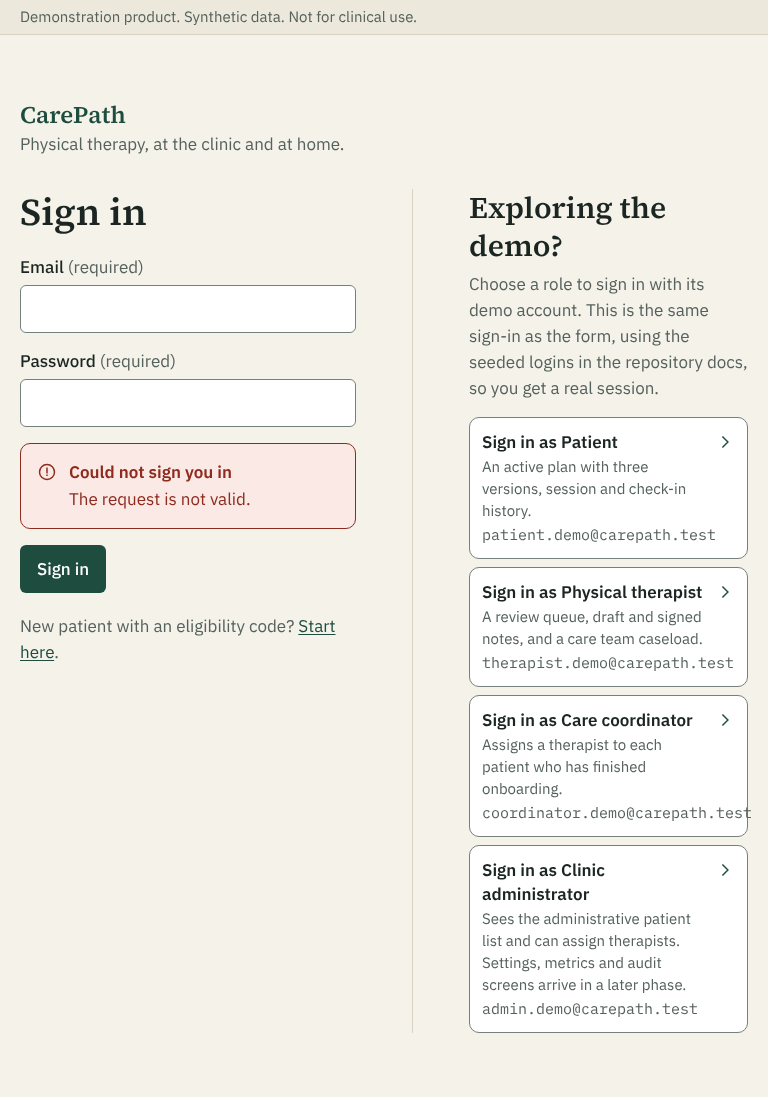 Demonstration product. Synthetic data. Not for clinical use.
CarePath
Physical therapy, at the clinic and at home.
Sign in
Email (required)
Password (required)
Could not sign you in
The request is not valid.
Sign in
New patient with an eligibility code? Start
here.
Exploring the
demo?
Choose a role to sign in with its
demo account. This is the same
sign-in as the form, using the
seeded logins in the repository docs,
so you get a real session.
Sign in as Patient
An active plan with three
versions, session and check-in
history.
patient.demo@carepath.test
Sign in as Physical therapist
A review queue, draft and signed
notes, and a care team caseload.
therapist.demo@carepath.test
Sign in as Care coordinator
Assigns a therapist to each
patient who has finished
onboarding.
coordinator.demo@carepath.test
Sign in as Clinic
administrator
Sees the administrative patient
list and can assign therapists.
Settings, metrics and audit
screens arrive in a later phase.
admin.demo@carepath.test